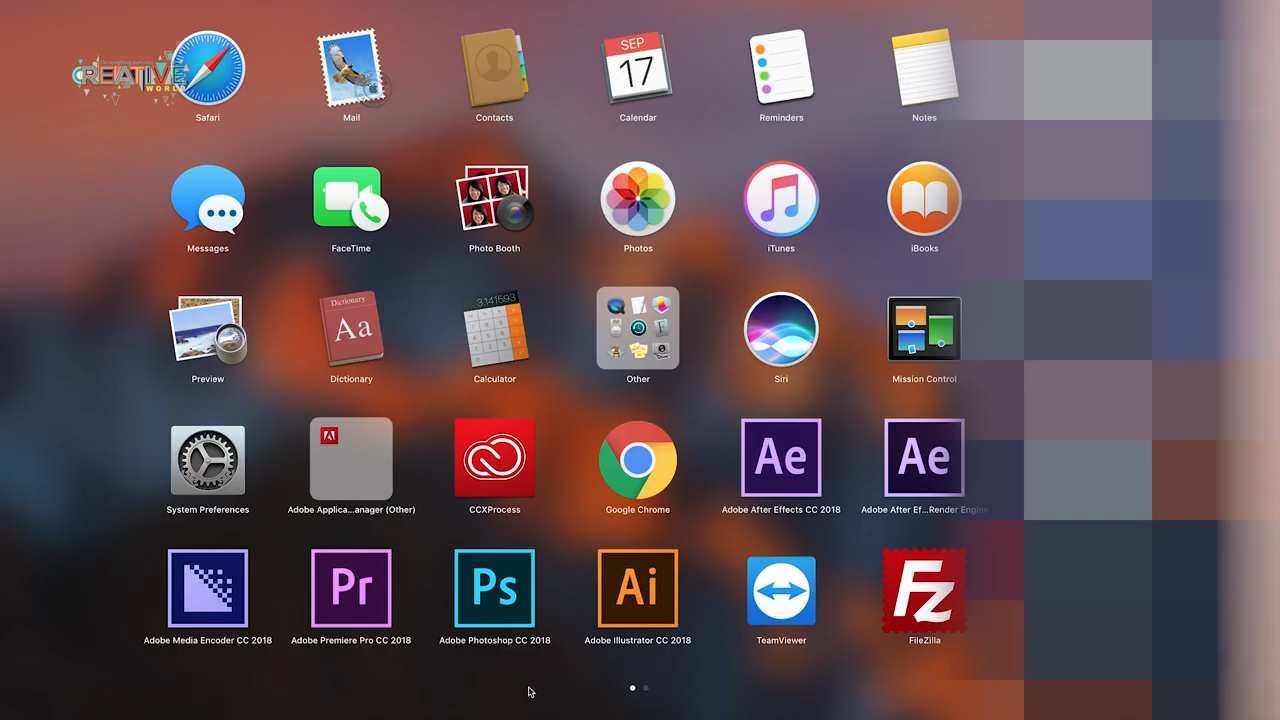 CREATIVE
WORLD
SEP
17
Safari
Mail
Contacts
Calendar
Reminders
Notes
Messages
FaceTime
Photo Booth
Photos
iTunes
iBooks
Dictionary
Aa
3.141593
Preview
Dictionary
Calculator
Other
Siri
Mission Control
Ae
Ae
System Preferences
Adobe Applica...anager (Other)
CCXProcess
Google Chrome
Adobe After Effects CC 2018
Adobe After Ef...Render Engine
Pr
Ps
Ai
Fz
Adobe Media Encoder CC 2018
Adobe Premiere Pro CC 2018
Adobe Photoshop CC 2018
Adobe Illustrator CC 2018
TeamViewer
FileZilla